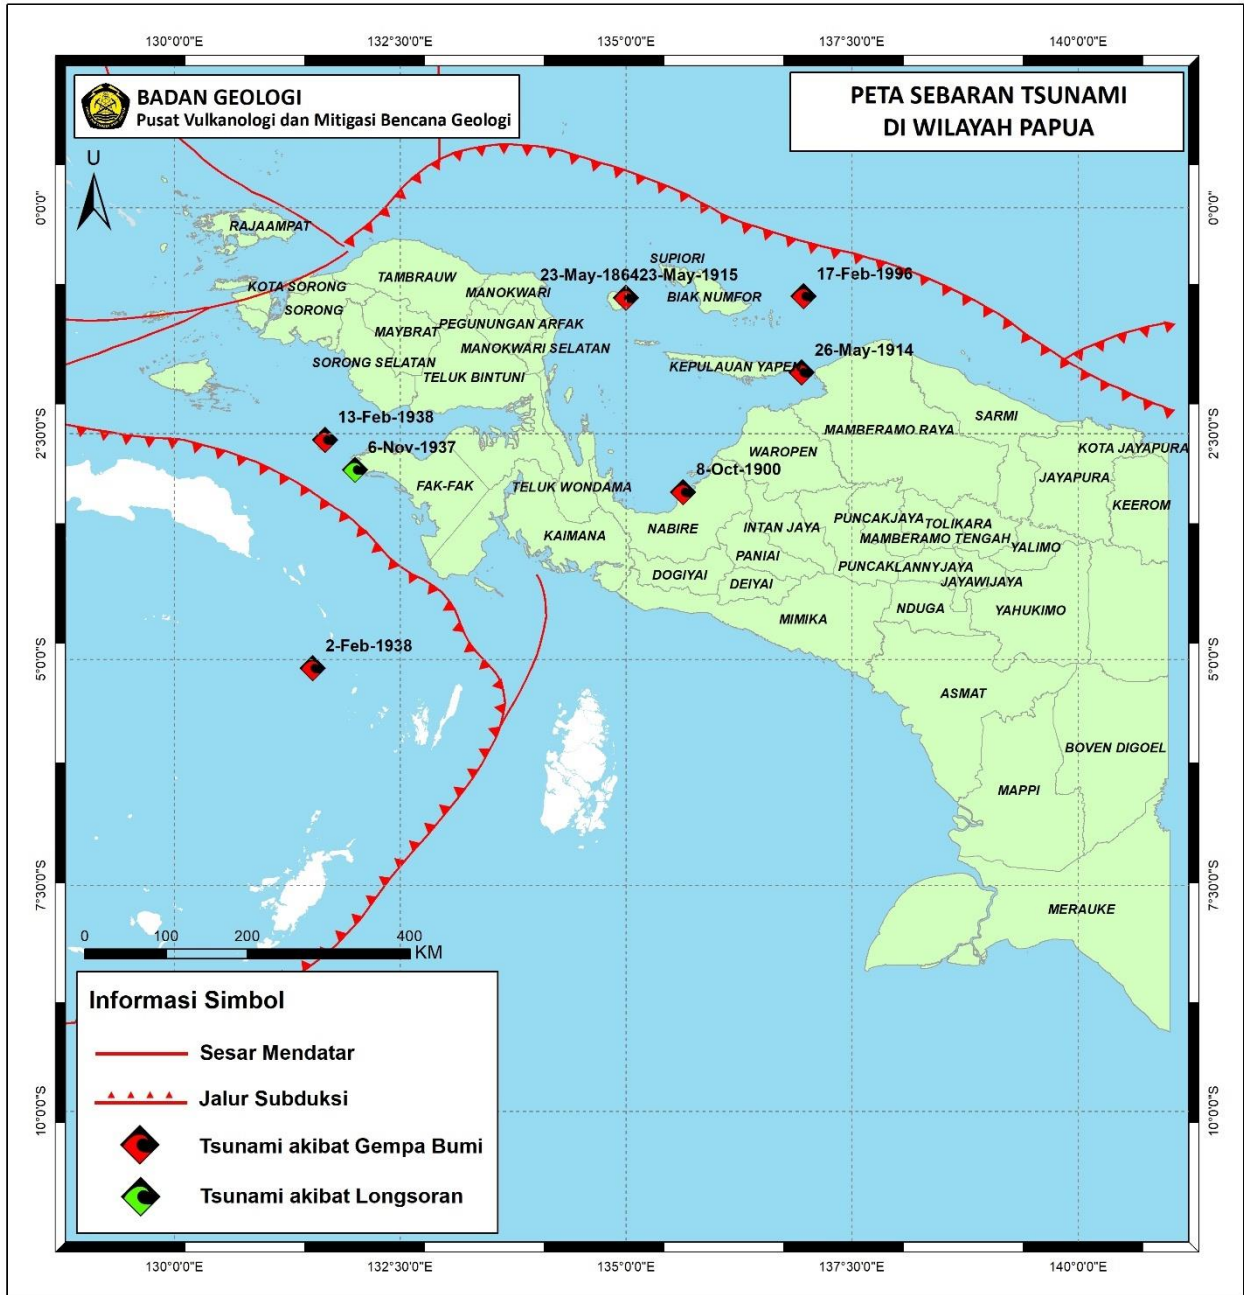 130°0'0"E 132°30'0"E 135°0'0"E 137°30'0"E 140°0'0"E
BADAN GEOLOGI
Pusat Vulkanologi dan Mitigasi Bencana Geologi
PETA SEBARAN TSUNAMI
DI WILAYAH PAPUA
U
0°0'0"
0°0'0"
RAJAAMPAT
SUPIORI
TAMBRAUW
23-May-1864
23-May-1915
17-Feb-1996
KOTA SORONG
MANOKWARI
BIAK NUMFOR
SORONG
MAYBRAT
PEGUNUNGAN ARFAK
MANOKWARI SELATAN
26-May-1914
SORONG SELATAN
KEPULAUAN YAPEN
TELUK BINTUNI
13-Feb-1938
SARMI
2°30'0"S
2°30'0"S
MAMBERAMO RAYA
6-Nov-1937
KOTA JAYAPURA
WAROPEN
8-Oct-1900
JAYAPURA
FAK-FAK
TELUK WONDAMA
KEEROM
PUNCAKJAYA
NABIRE
INTAN JAYA
TOLIKARA
KAIMANA
MAMBERAMO TENGAH
YALIMO
PANIAI
PUNCAK
LANNYJAYA
DOGIYAI
DEIYAI
JAYAWIJAYA
NDUGA
YAHUKIMO
MIMIKA
2-Feb-1938
5°0'0"S
5°0'0"S
ASMAT
BOVEN DIGOEL
MAPPI
7°30'0"S
7°30'0"S
MERAUKE
0 100 200 400
KM
Informasi Simbol
Sesar Mendatar
Jalur Subduksi
Tsunami akibat Gempa Bumi
Tsunami akibat Longsoran
10°0'0"S
10°0'0"S
130°0'0"E 132°30'0"E 135°0'0"E 137°30'0"E 140°0'0"E